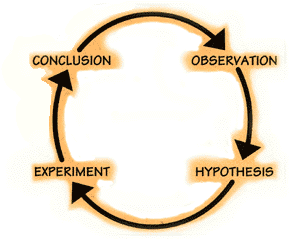 CONCLUSION
OBSERVATION
EXPERIMENT
HYPOTHESIS